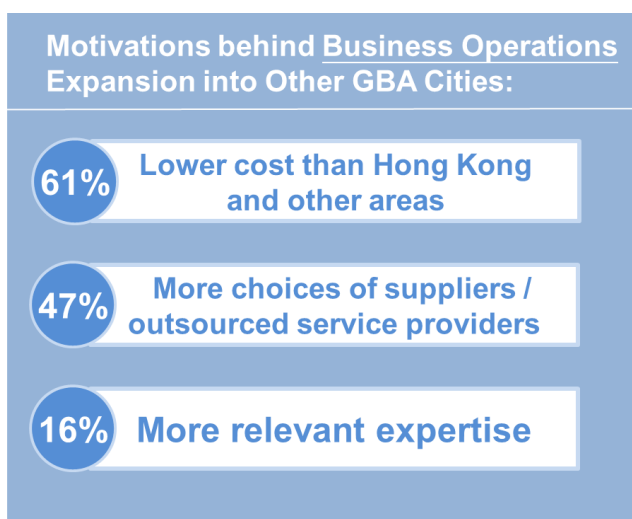 Motivations behind Business Operations
Expansion into Other GBA Cities:
61%
Lower cost than Hong Kong
and other areas
47%
More choices of suppliers /
outsourced service providers
16%
More relevant expertise